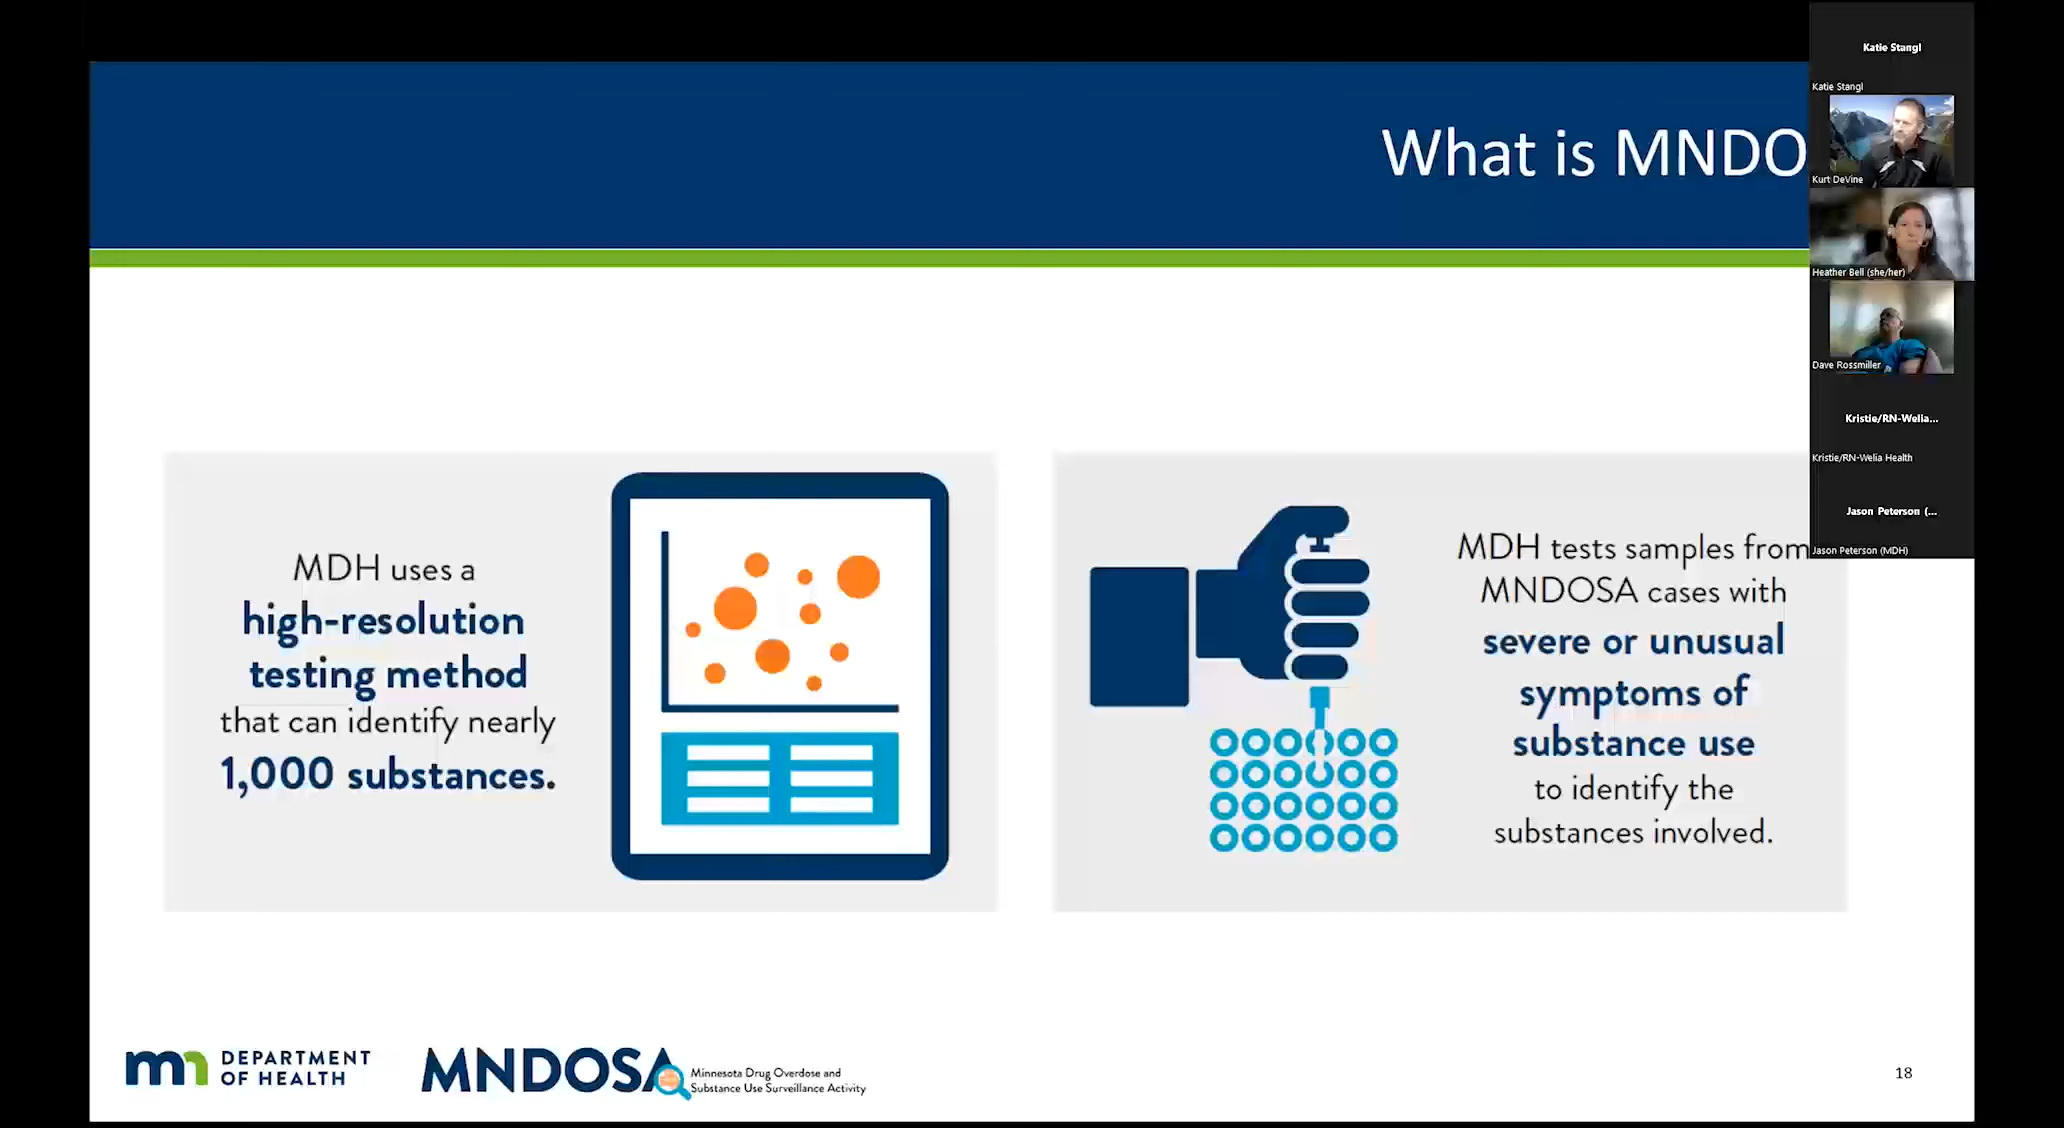 Katie Stangl
Katie Stangl
What is MNDO
Kurt DeVine
Heather Bell (she/her)
Dave Rossmiller
Kristie/RN-Welia...
Kristie/RN-Welia Health
Jason Peterson (...
Jason Peterson (MDH)
MDH uses a
high-resolution
testing method
that can identify nearly
1,000 substances.
MDH tests samples from
MNDOSA cases with
severe or unusual
symptoms of
substance use
to identify the
substances involved.
mn DEPARTMENT
OF HEALTH
MNDOSA
Minnesota Drug Overdose and
Substance Use Surveillance Activity
18